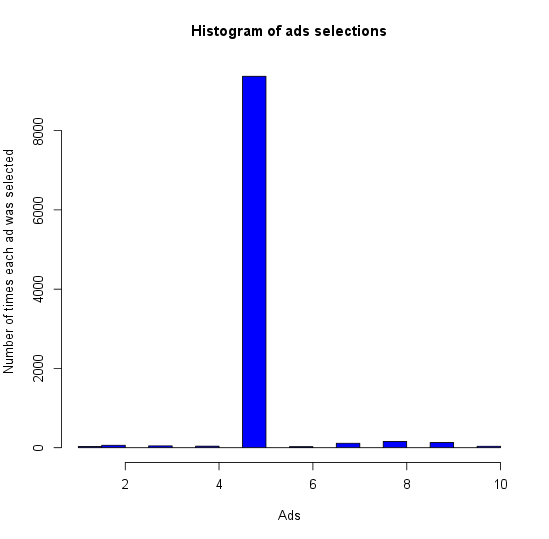 Histogram of ads selections
Number of times each ad was selected
8000
6000
4000
2000
0
2 4 6 8 10
Ads